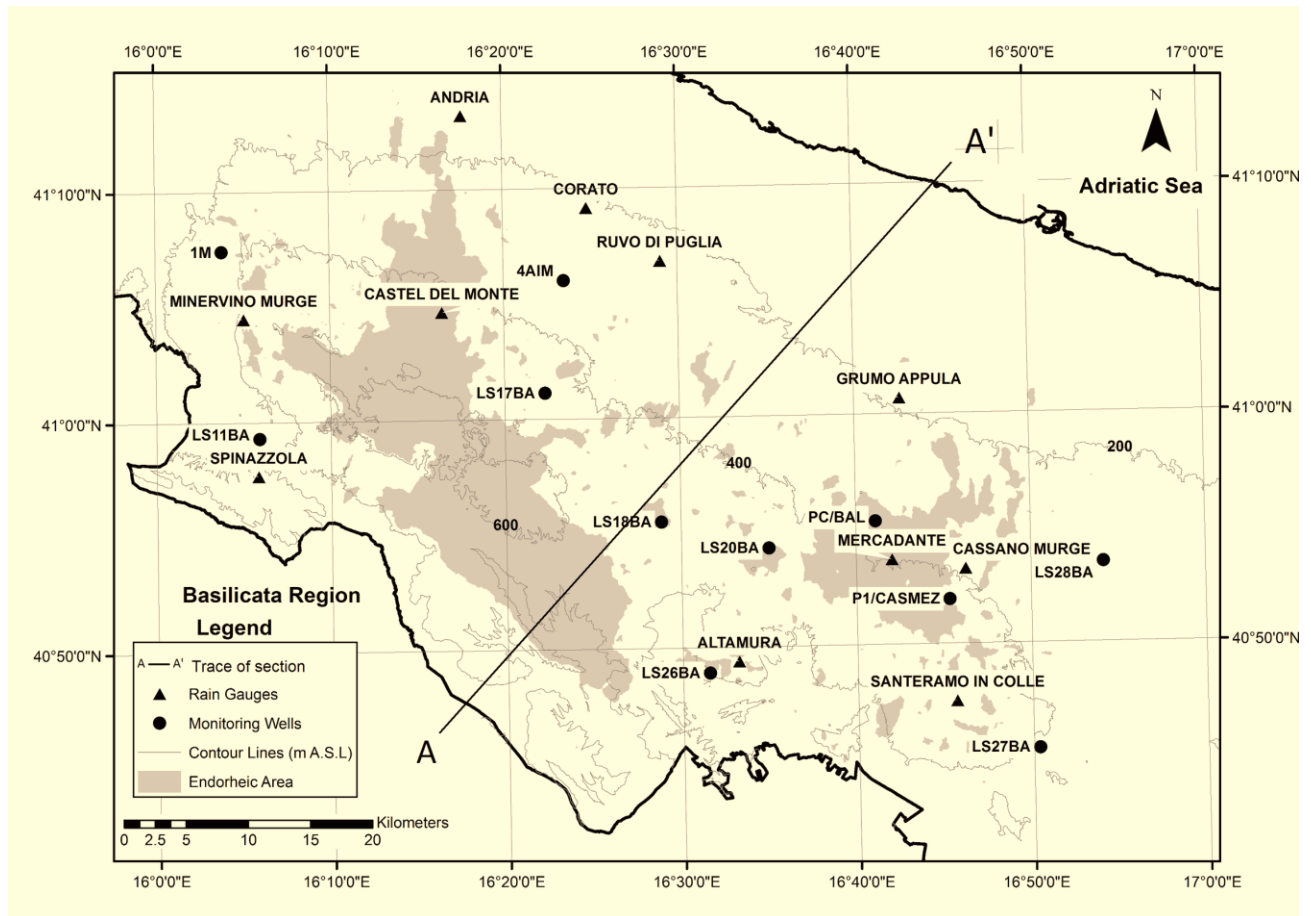 16°0'0"E 16°10'0"E 16°20'0"E 16°30'0"E 16°40'0"E 16°50'0"E 17°0'0"E
ANDRIA
N
A'
41°10'0"N
CORATO
Adriatic Sea
41°10'0"N
RUVO DI PUGLIA
1M
4AIM
MINERVINO MURGE
CASTEL DEL MONTE
LS17BA
GRUMO APPULA
41°0'0"N
41°0'0"N
LS11BA
200
SPINAZZOLA
400
600
LS18BA
PC/BAL
LS20BA
MERCADANTE
CASSANO MURGE
LS28BA
Basilicata Region
P1/CASMEZ
Legend
40°50'0"N
40°50'0"N
ALTAMURA
LS26BA
SANTERAMO IN COLLE
LS27BA
A
A A' Trace of section
Rain Gauges
Monitoring Wells
Contour Lines (m A.S.L)
Endorheic Area
Kilometers
0 2.5 5 10 15 20
16°0'0"E 16°10'0"E 16°20'0"E 16°30'0"E 16°40'0"E 16°50'0"E 17°0'0"E